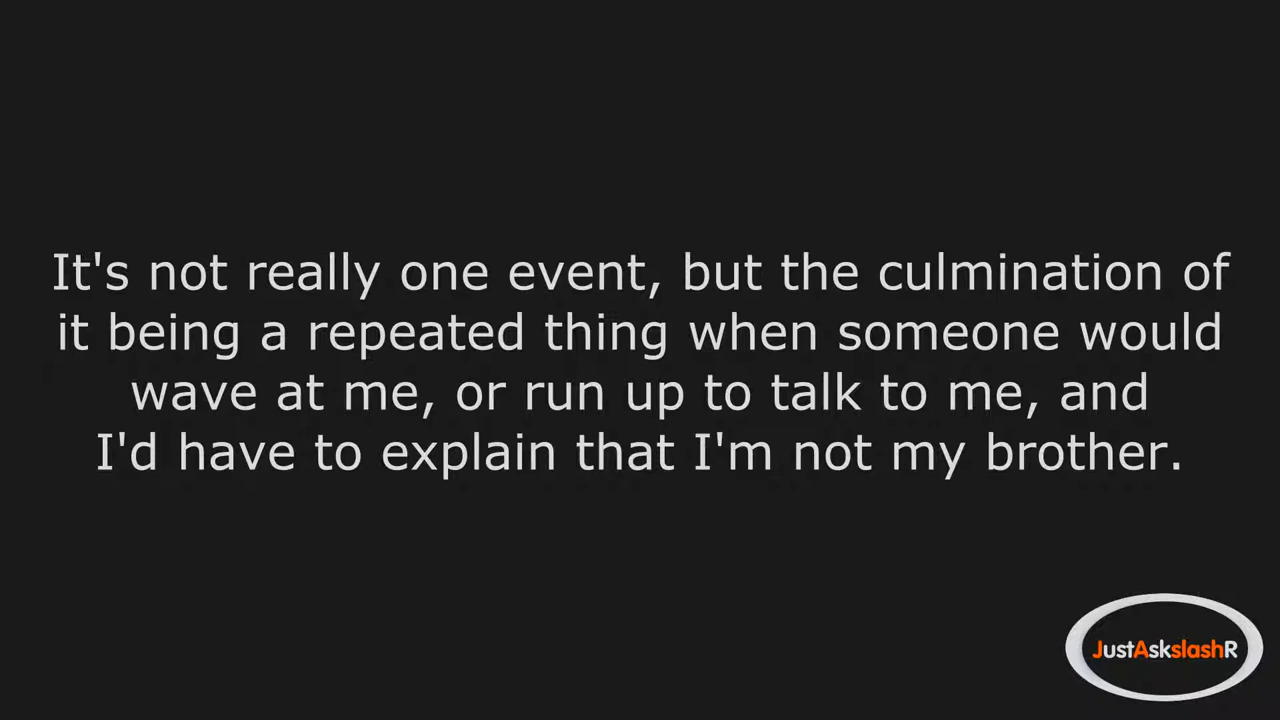 It's not really one event, but the culmination of
it being a repeated thing when someone would
wave at me, or run up to talk to me, and
I'd have to explain that I'm not my brother.
JustAskslashR